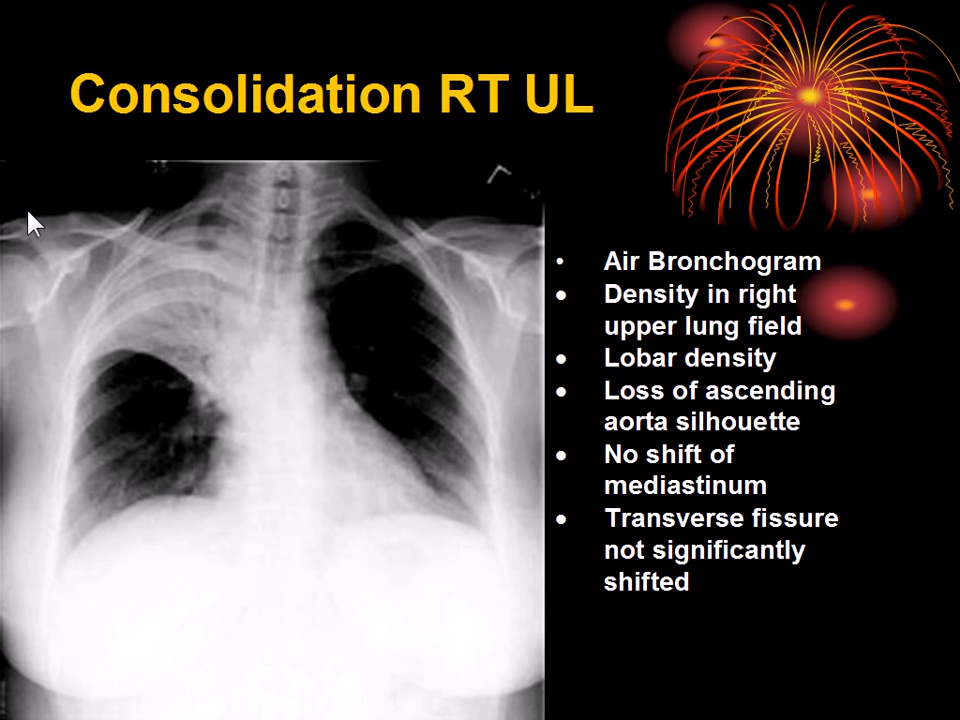 Consolidation RT UL
• Air Bronchogram
• Density in right
upper lung field
• Lobar density
• Loss of ascending
aorta silhouette
• No shift of
mediastinum
• Transverse fissure
not significantly
shifted